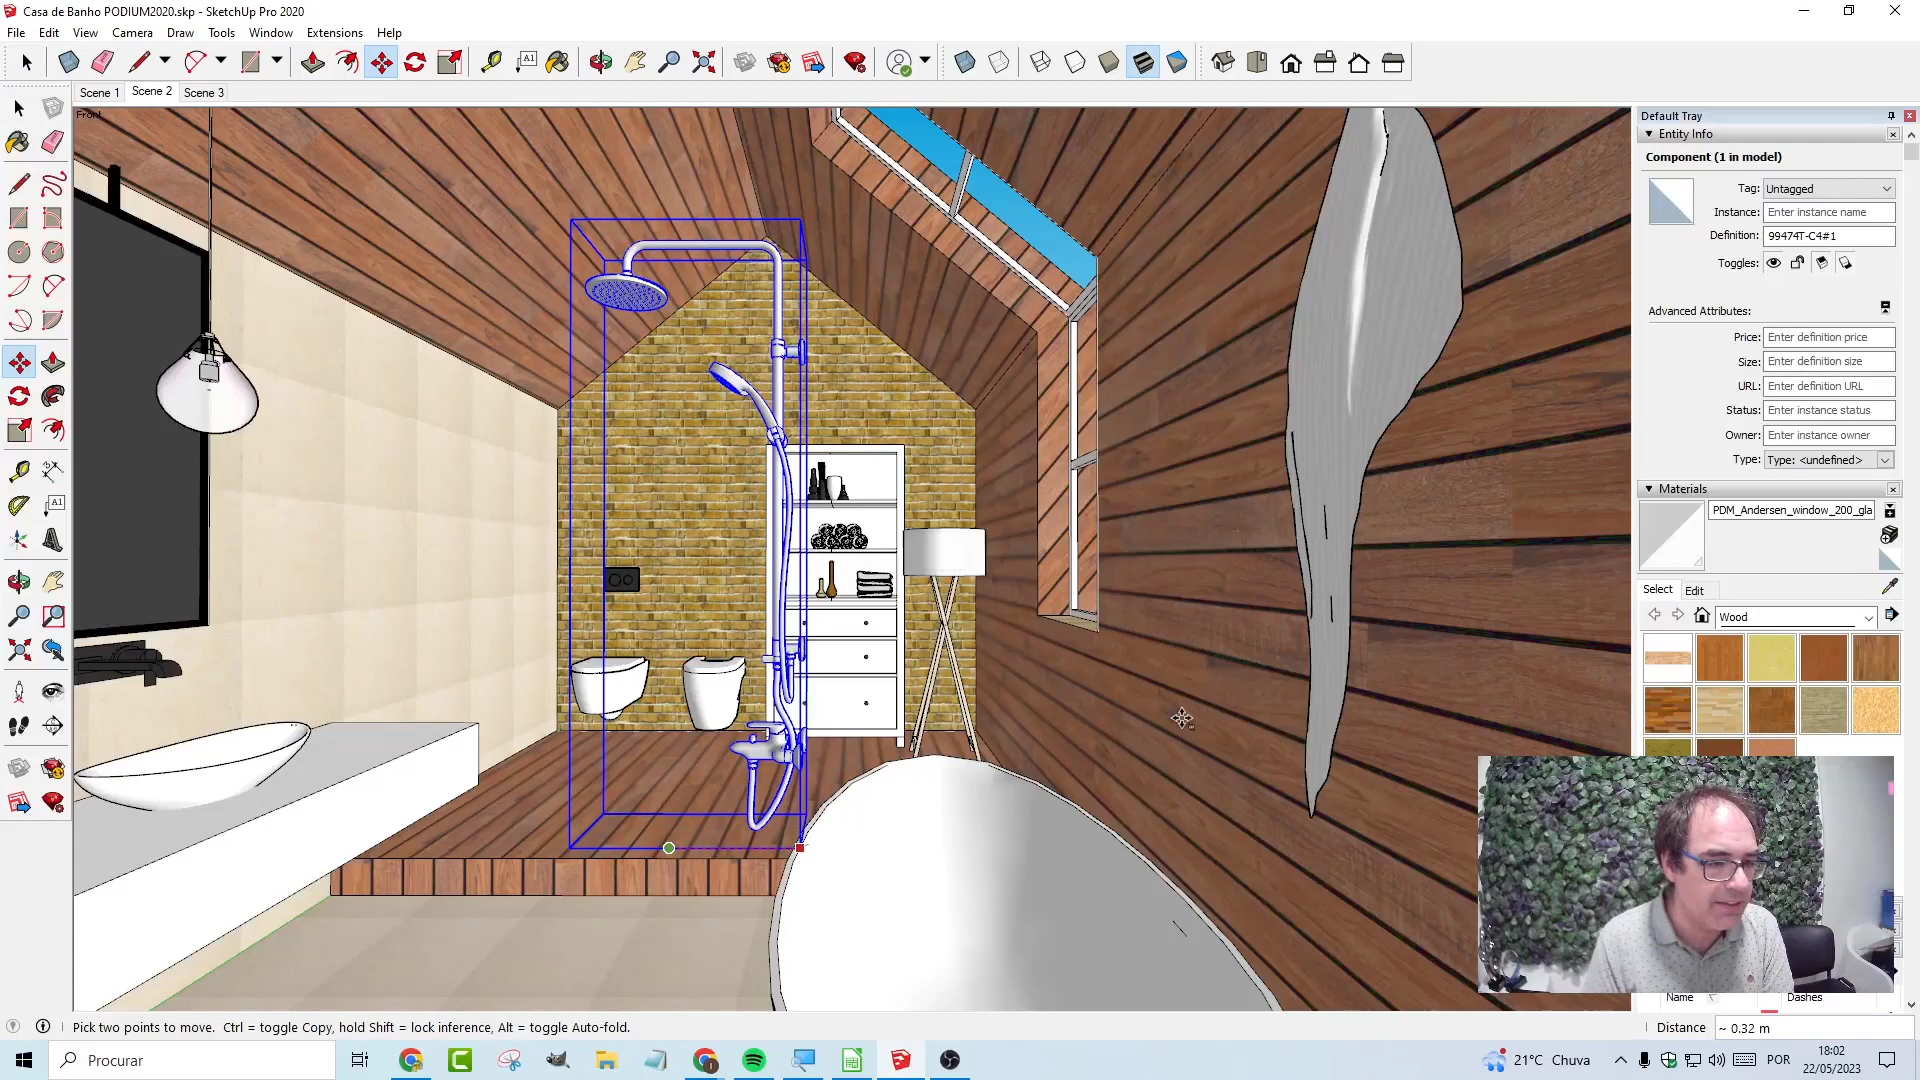 Casa de Banho PODIUM2020.skp - SketchUp Pro 2020
File Edit View Camera Draw Tools Window Extensions Help
A1
Scene 1 Scene 2 Scene 3
Front
A1
Default Tray
Entity Info
Component (1 in model)
Tag: Untagged
Instance: Enter instance name
Definition: 99474T-C4#1
Toggles:
Advanced Attributes:
Price: Enter definition price
Size: Enter definition size
URL: Enter definition URL
Status: Enter instance status
Owner: Enter instance owner
Type: Type: <undefined>
Materials
PDM_Andersen_window_200_gla
Select Edit
Wood
Name Dashes
Pick two points to move. Ctrl = toggle Copy, hold Shift = lock inference, Alt = toggle Auto-fold.
Distance ~ 0.32 m
Procurar
21°C Chuva
POR
18:02
22/05/2023